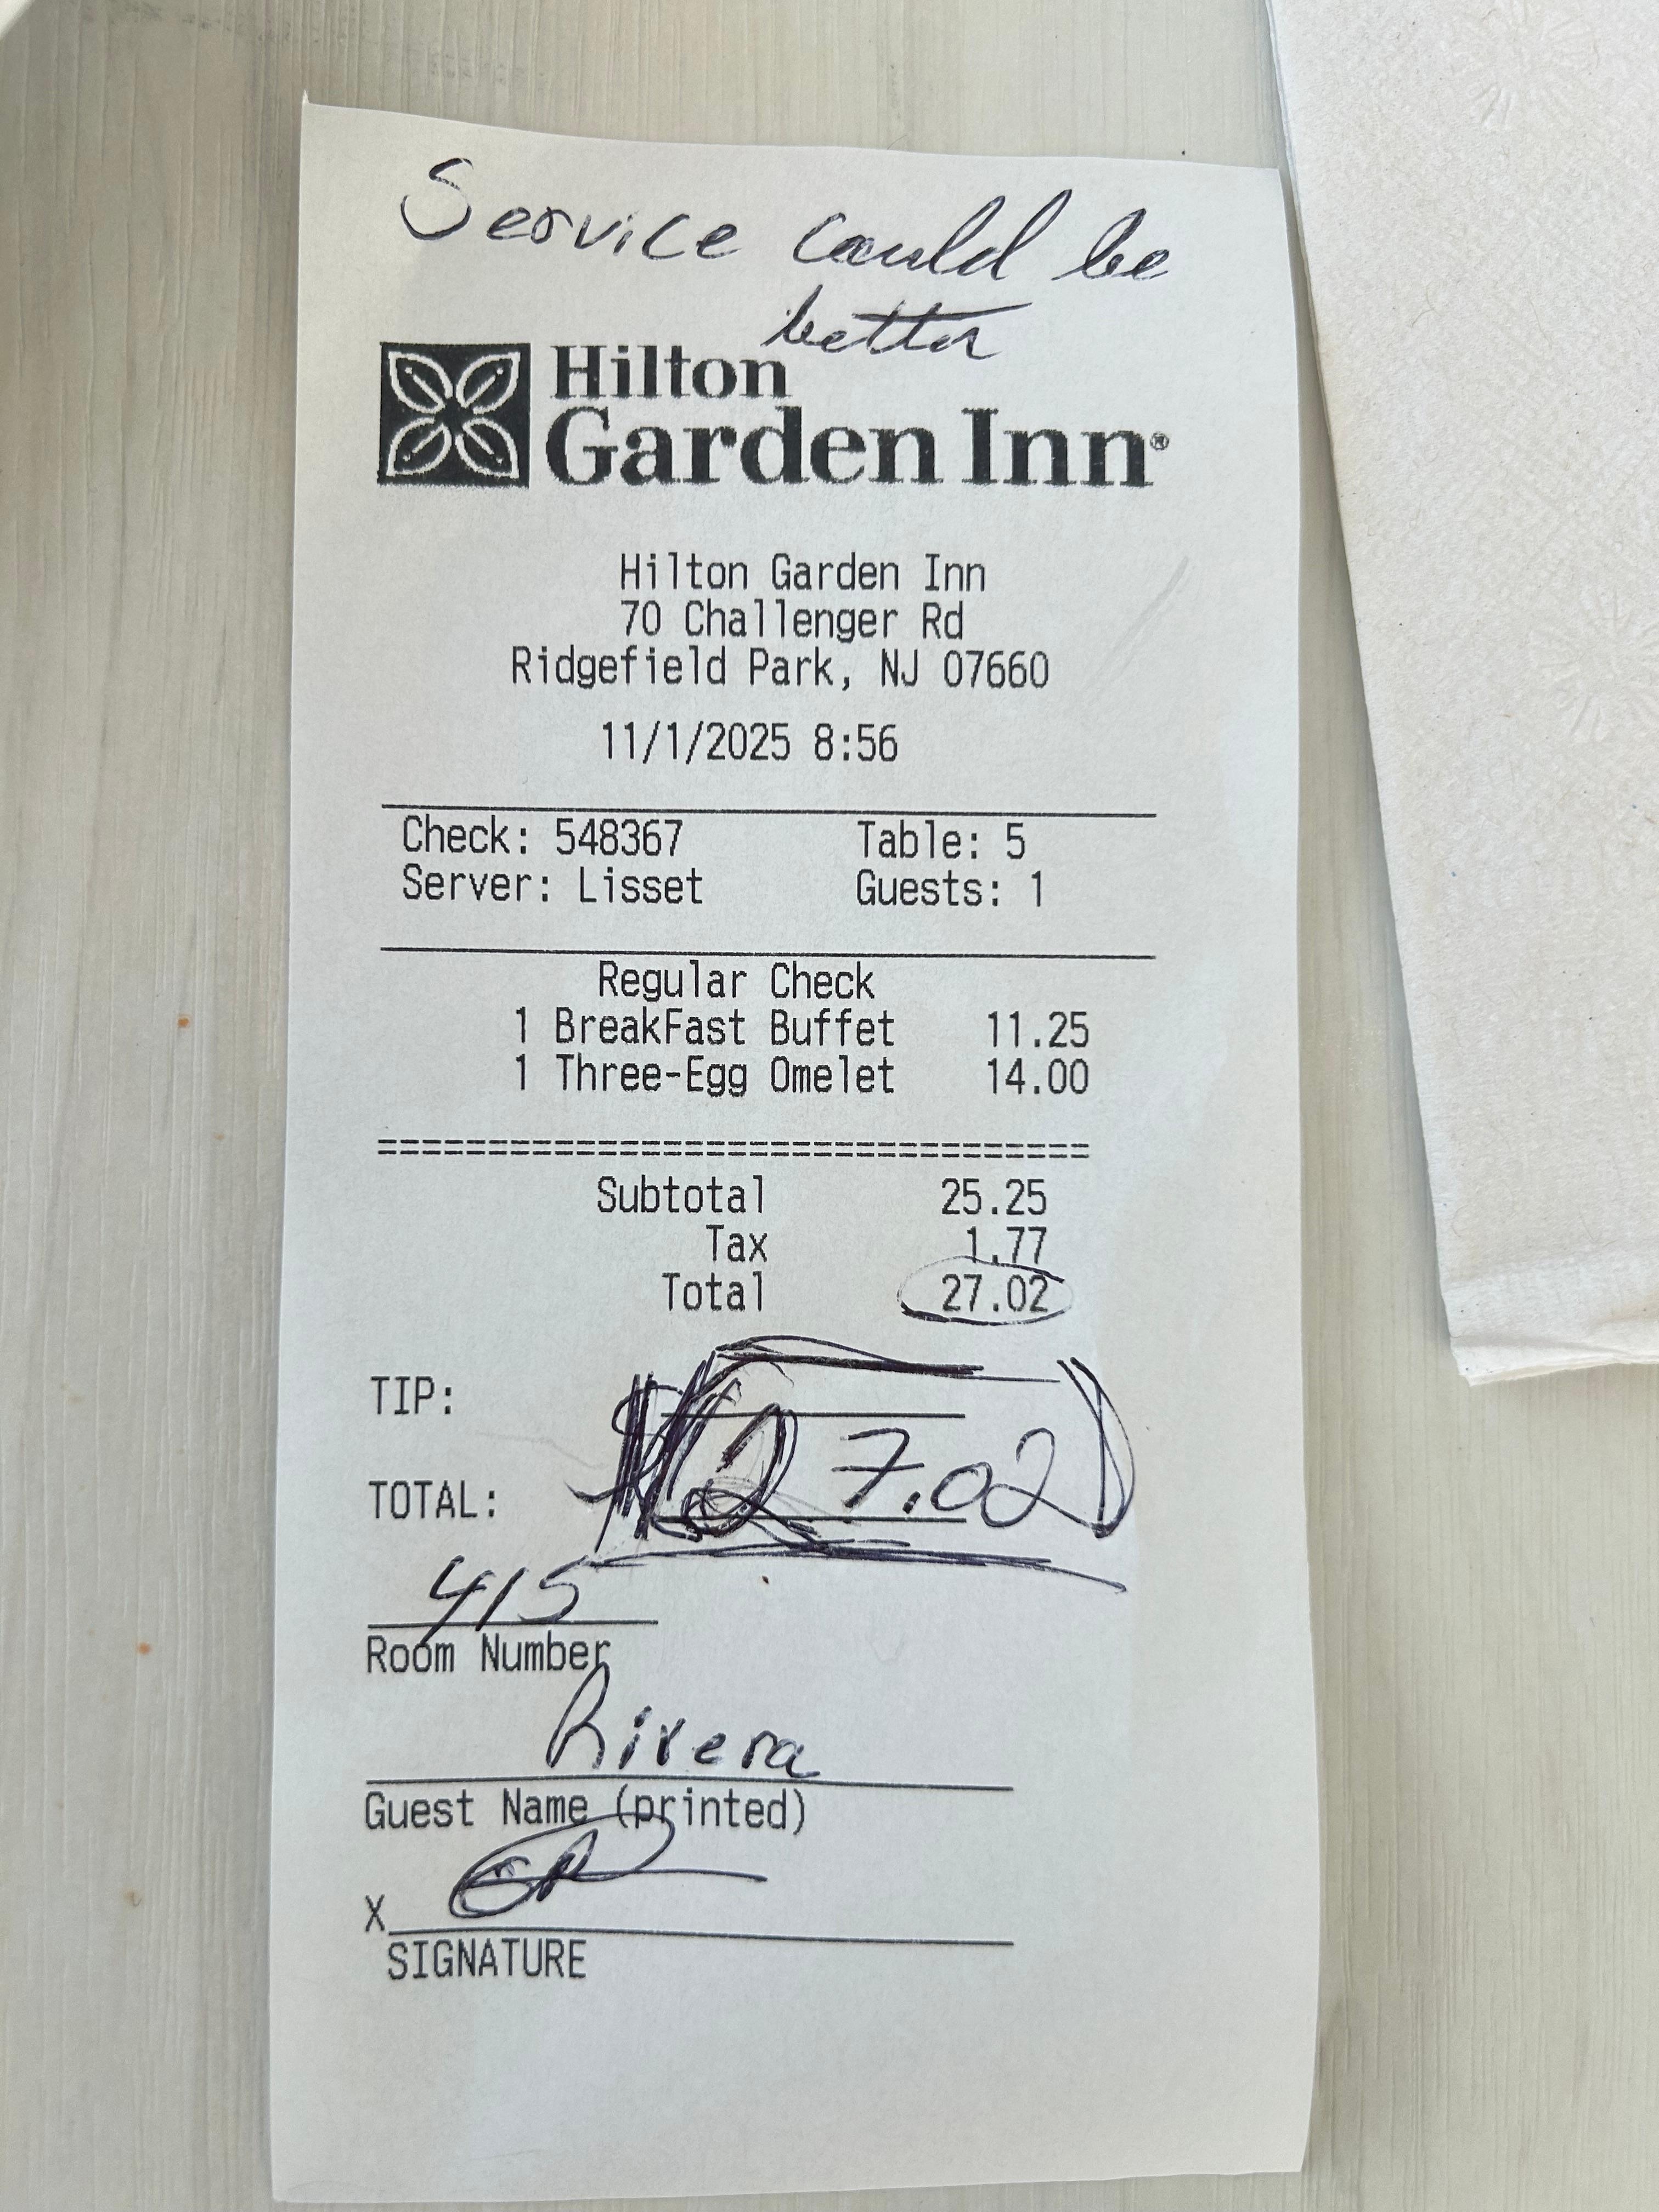 Service could be
better
Hilton
Garden Inn®
Hilton Garden Inn
70 Challenger Rd
Ridgefield Park, NJ 07660
11/1/2025 8:56
Check: 548367 Table: 5
Server: Lisset Guests: 1
Regular Check
1 BreakFast Buffet 11.25
1 Three-Egg Omelet 14.00
=================================
Subtotal 25.25
Tax 1.77
Total 27.02
TIP:
TOTAL: 27.02
415
Room Number
Rivera
Guest Name (printed)
X
SIGNATURE